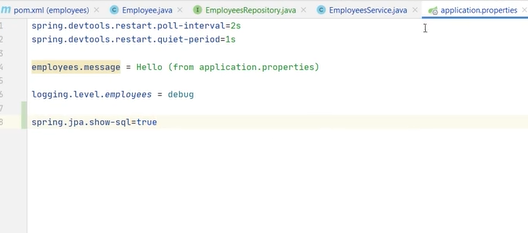 pom.xml (employees) Employee.java EmployeesRepository.java EmployeesService.java application.properties
1 spring.devtools.restart.poll-interval=2s
2 spring.devtools.restart.quiet-period=1s
3
4 employees.message = Hello (from application.properties)
5
6 logging.level.employees = debug
7
8 spring.jpa.show-sql=true